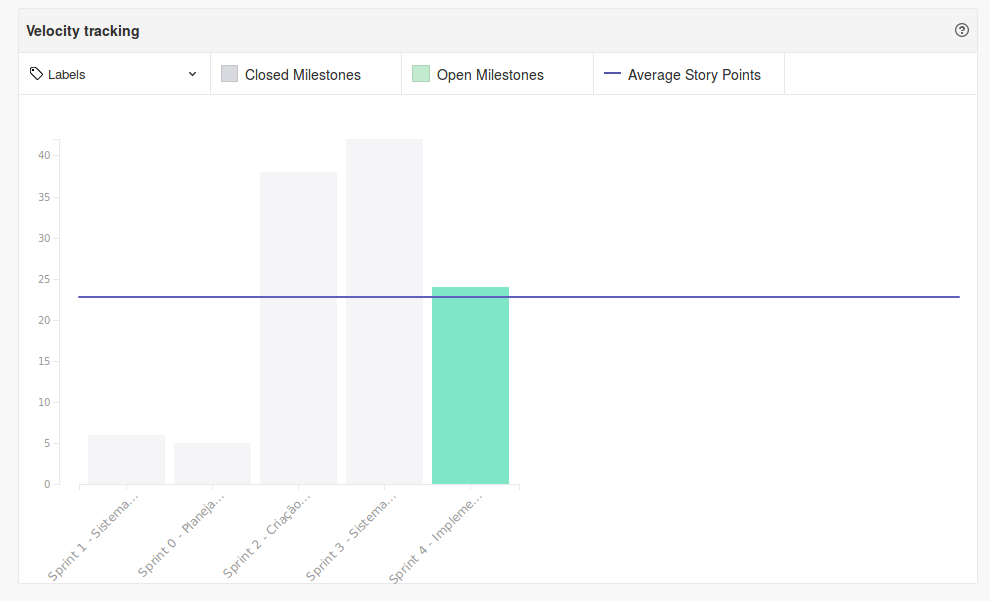 Velocity tracking
Labels
Closed Milestones
Open Milestones
Average Story Points
40
35
30
25
20
15
10
5
0
Sprint 1 - Sistema...
Sprint 0 - Planeja...
Sprint 2 - Criação...
Sprint 3 - Sistema...
Sprint 4 - Impleme...